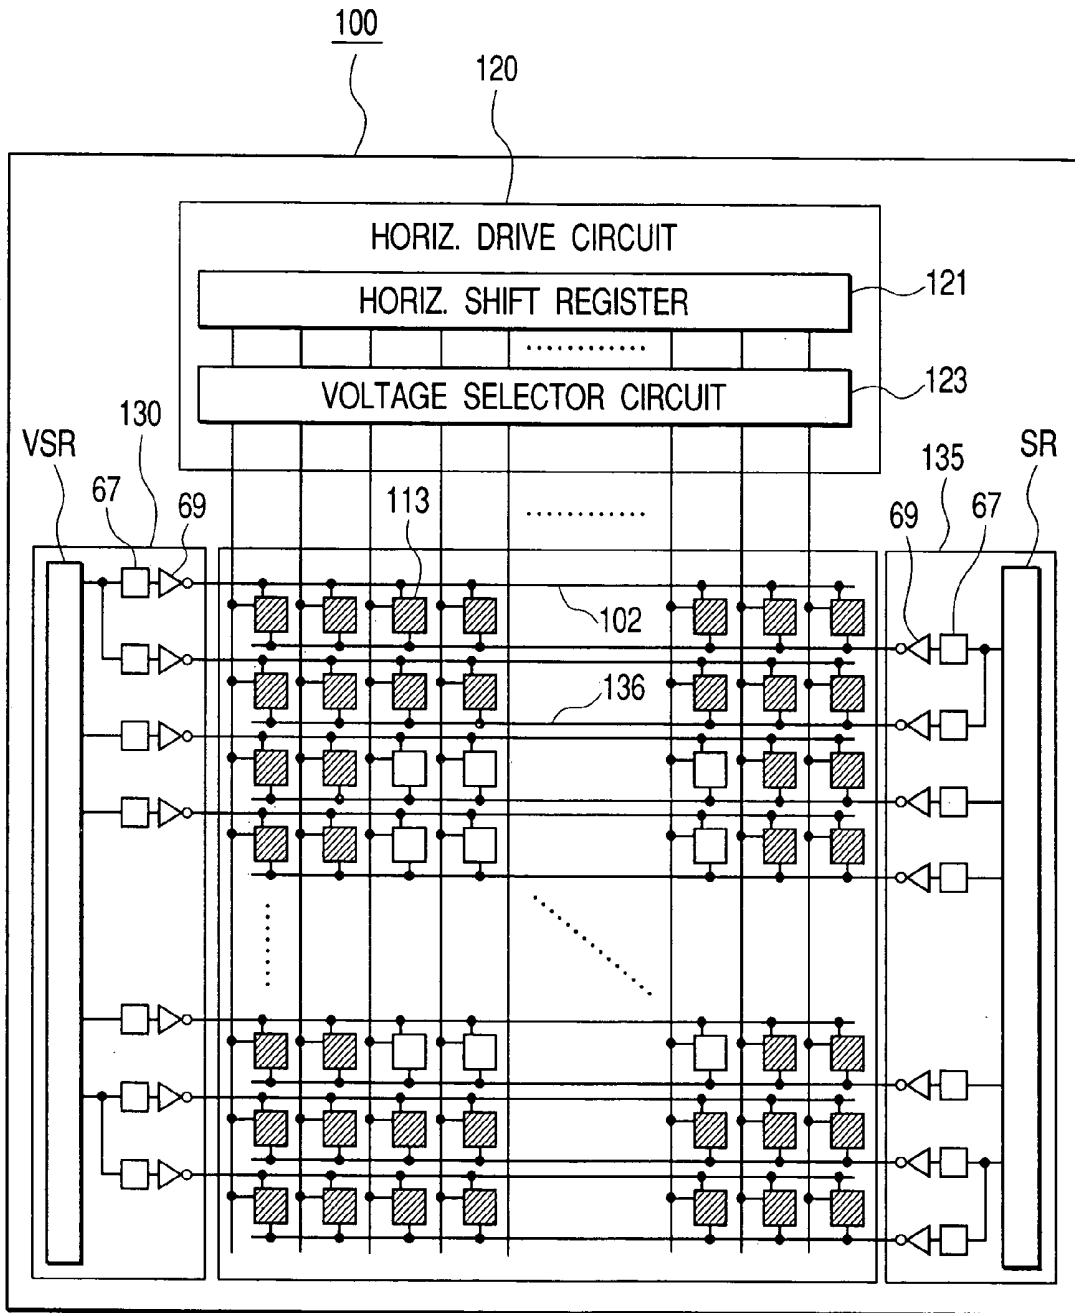 100
120
HORIZ. DRIVE CIRCUIT
HORIZ. SHIFT REGISTER
121
VOLTAGE SELECTOR CIRCUIT
123
130
VSR
67
69
113
135
SR
69
67
102
136